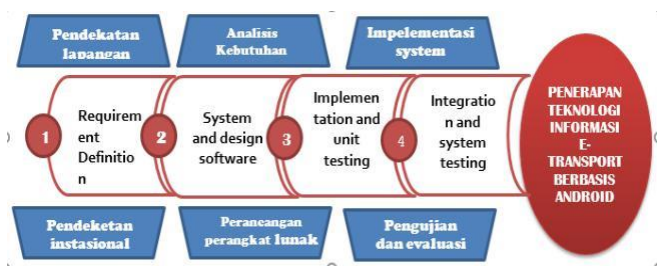 Pendekatan
lapangan
Analisis
Kebutuhan
Impelementasi
system
1
Requirem
ent
Definitio
n
2
System
and design
software
3
Implemen
tation and
unit
testing
4
Integratio
n and
system
testing
PENERAPAN
TEKNOLOGI
INFORMASI
E-
TRANSPORT
BERBASIS
ANDROID
Pendeketan
instasional
Perancangan
perangkat lunak
Pengujian
dan evaluasi